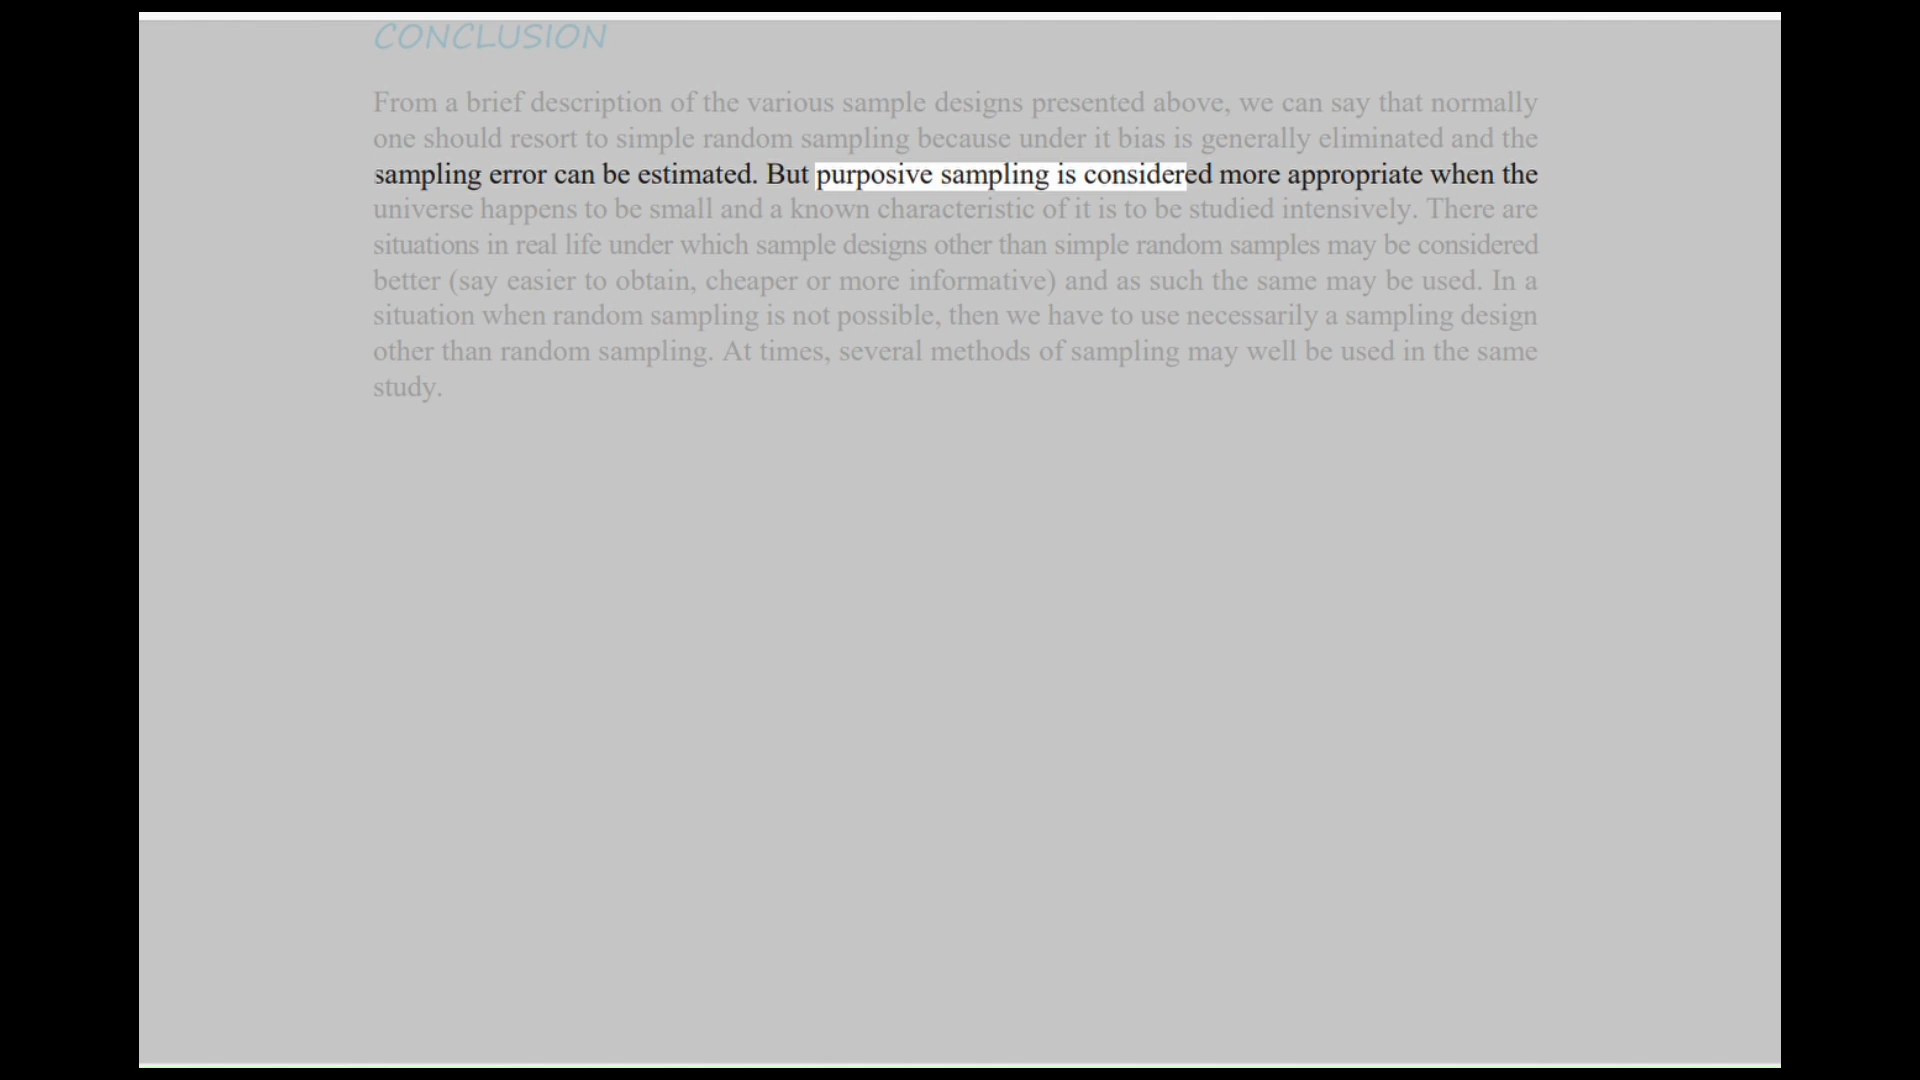 CONCLUSION
From a brief description of the various sample designs presented above, we can say that normally
one should resort to simple random sampling because under it bias is generally eliminated and the
sampling error can be estimated. But purposive sampling is considered more appropriate when the
universe happens to be small and a known characteristic of it is to be studied intensively. There are
situations in real life under which sample designs other than simple random samples may be considered
better (say easier to obtain, cheaper or more informative) and as such the same may be used. In a
situation when random sampling is not possible, then we have to use necessarily a sampling design
other than random sampling. At times, several methods of sampling may well be used in the same
study.